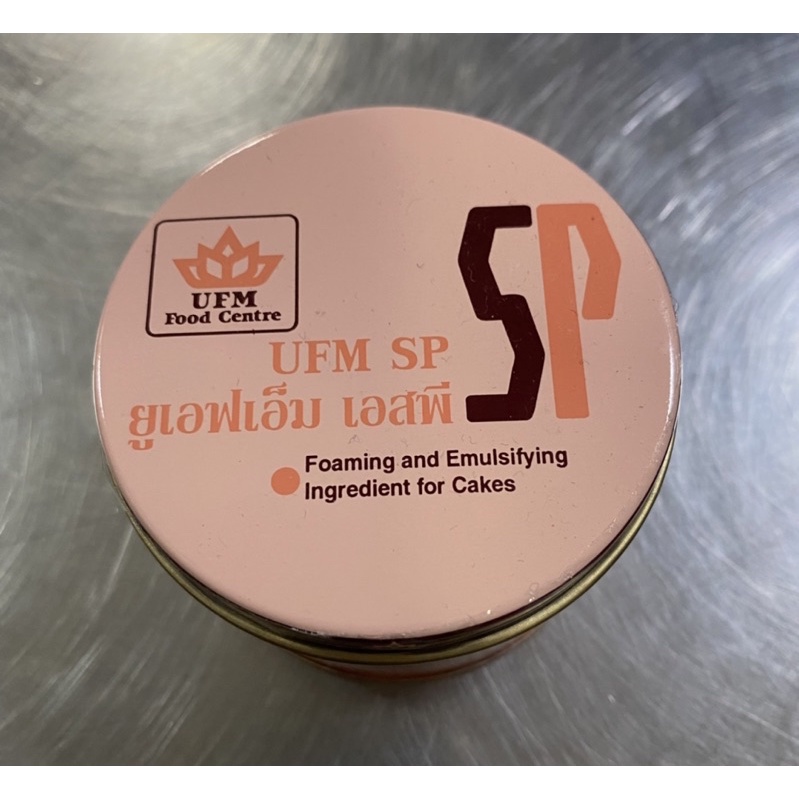 UFM
Food Centre
SP
UFM SP
ยูเอฟเอ็ม เอสพี
Foaming and Emulsifying
Ingredient for Cakes